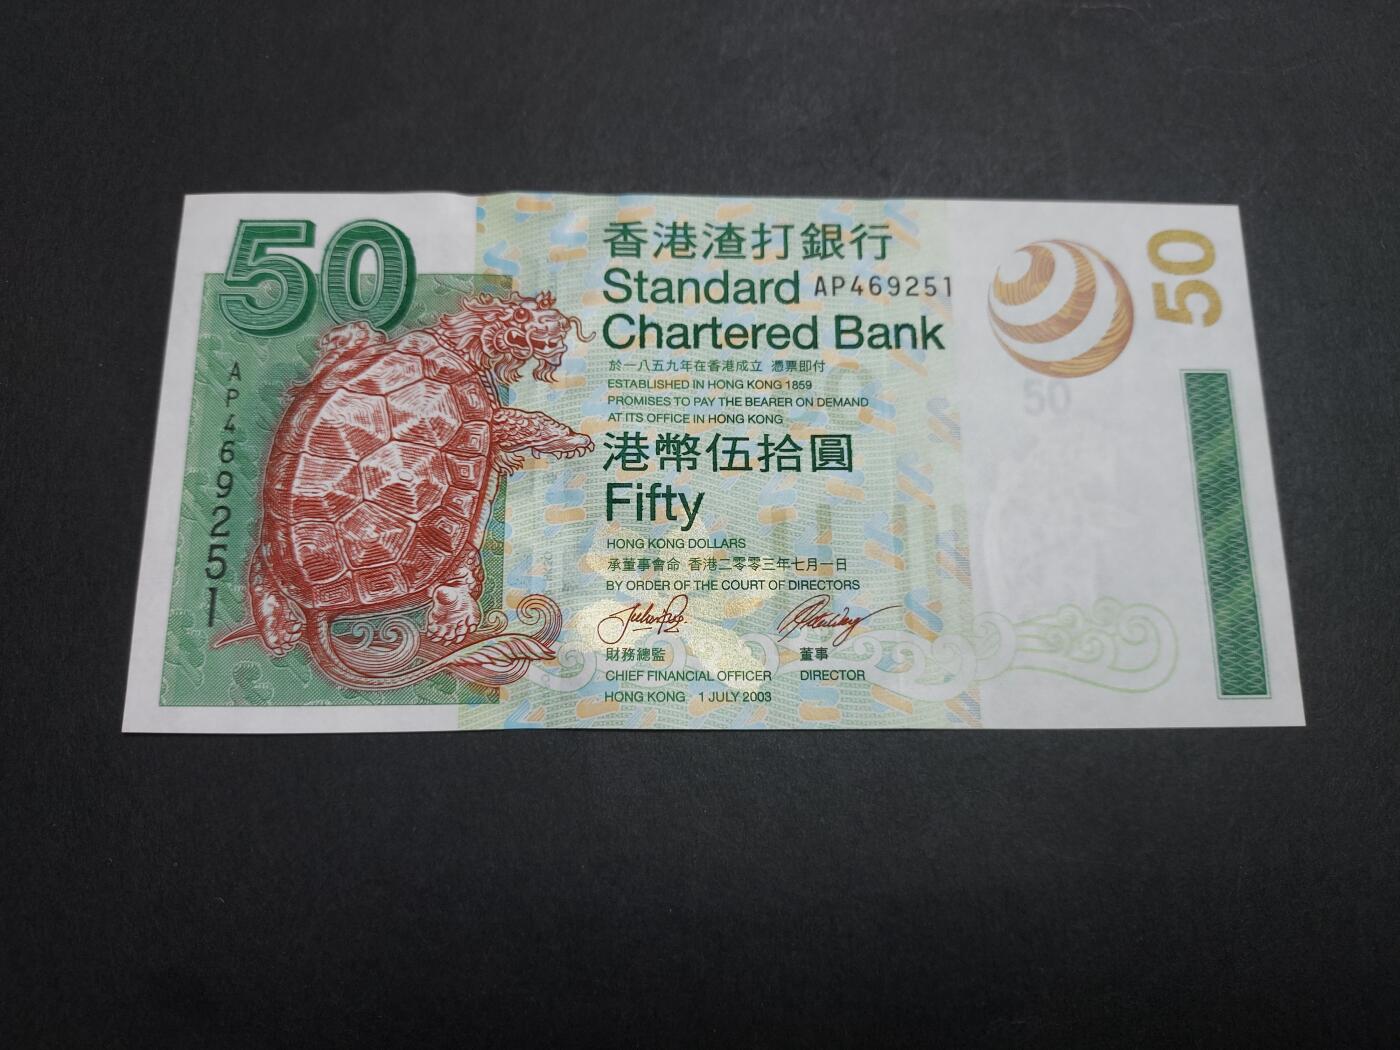 50
香港渣打銀行
Standard AP469251
Chartered Bank
於一八五九年在香港成立 憑票即付
ESTABLISHED IN HONG KONG 1859
PROMISES TO PAY THE BEARER ON DEMAND
AT ITS OFFICE IN HONG KONG
港幣伍拾圓
Fifty
HONG KONG DOLLARS
承董事會命 香港二零零三年七月一日
BY ORDER OF THE COURT OF DIRECTORS
財務總監 董事
CHIEF FINANCIAL OFFICER DIRECTOR
HONG KONG 1 JULY 2003
AP469251
50
50